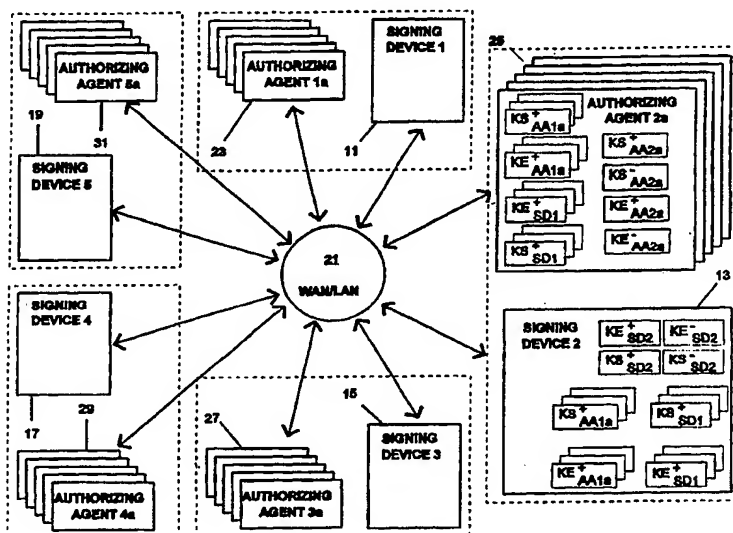 AUTHORIZING
AGENT 5a
19
31
SIGNING
DEVICE 5
AUTHORIZING
AGENT 1a
23
SIGNING
DEVICE 1
11
25
AUTHORIZING
AGENT 2a
KS+AA1a
KE+AA1a
KE+SD1
KS+SD1
KS+AA2a
KS-AA2a
KE+AA2a
KE-AA2a
21
WAN/LAN
13
SIGNING
DEVICE 2
KE+SD2
KE-SD2
KS+SD2
KS-SD2
KS+AA1a
KS+SD1
KE+AA1a
KE+SD1
SIGNING
DEVICE 4
17
29
AUTHORIZING
AGENT 4a
27
AUTHORIZING
AGENT 3a
15
SIGNING
DEVICE 3